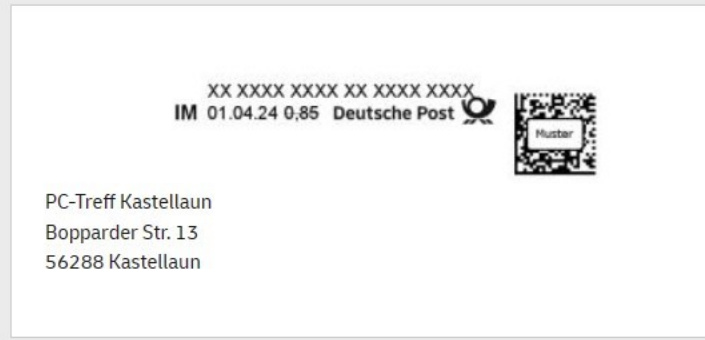 XX XXXX XXXX XX XXXX XXXX
IM 01.04.24 0,85 Deutsche Post
Muster
PC-Treff Kastellaun
Bopparder Str. 13
56288 Kastellaun